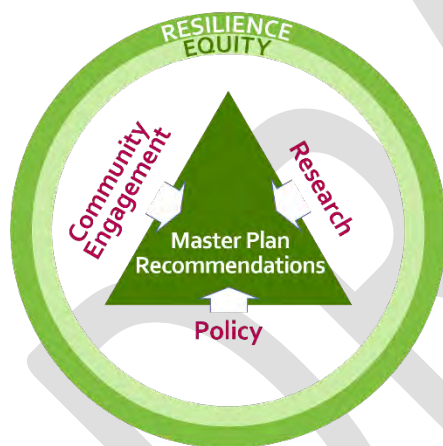 RESILIENCE
EQUITY
Community
Engagement
Research
Master Plan
Recommendations
Policy